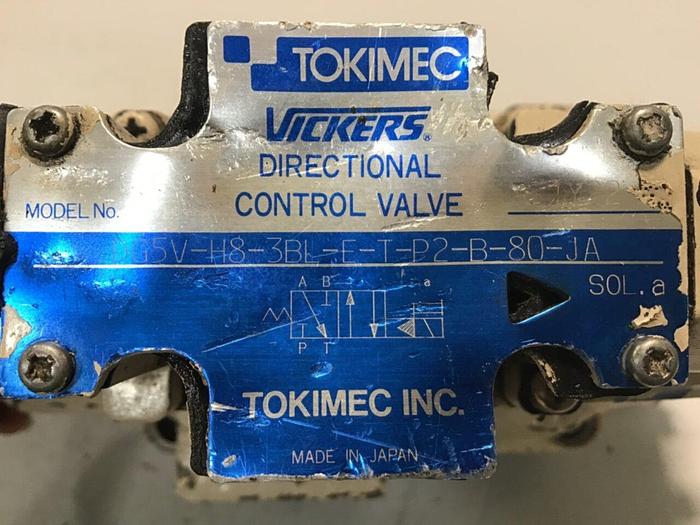 TOKIMEC
VICKERS®
DIRECTIONAL
CONTROL VALVE
MODEL No.
G5V-H8-3BL-E-T-P2-B-80-JA
A B a
SOL.a
T T
P T
TOKIMEC INC.
MADE IN JAPAN